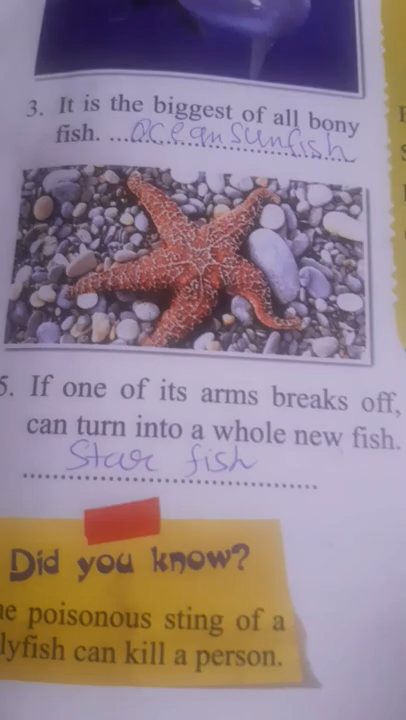 3. It is the biggest of all bony
fish. ...ocean sunfish
5. If one of its arms breaks off,
can turn into a whole new fish.
Star fish
Did you know?
poisonous sting of a
can kill a person.